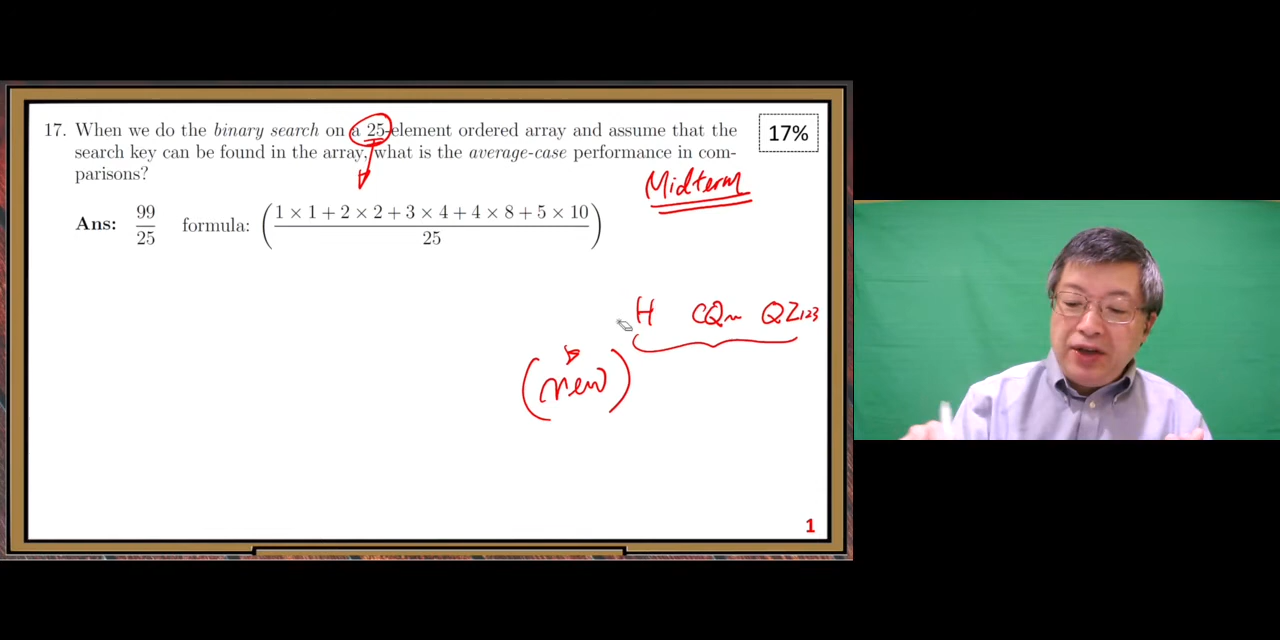 17. When we do the binary search on a 25-element ordered array and assume that the
search key can be found in the array, what is the average-case performance in com-
parisons?
17%
Midterm
Ans: 99/25 formula: ( (1 × 1 + 2 × 2 + 3 × 4 + 4 × 8 + 5 × 10) / 25 )
H CQ QZ123
(new)
1